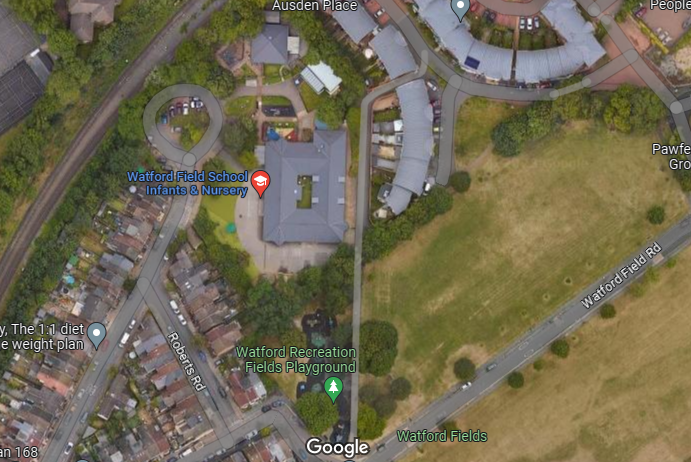 Ausden Place
People
Pawfe
Gro
Watford Field School
Infants & Nursery
Watford Field Rd
y, The 1:1 diet
e weight plan
Roberts Rd
Watford Recreation
Fields Playground
Watford Fields
Google
an 168